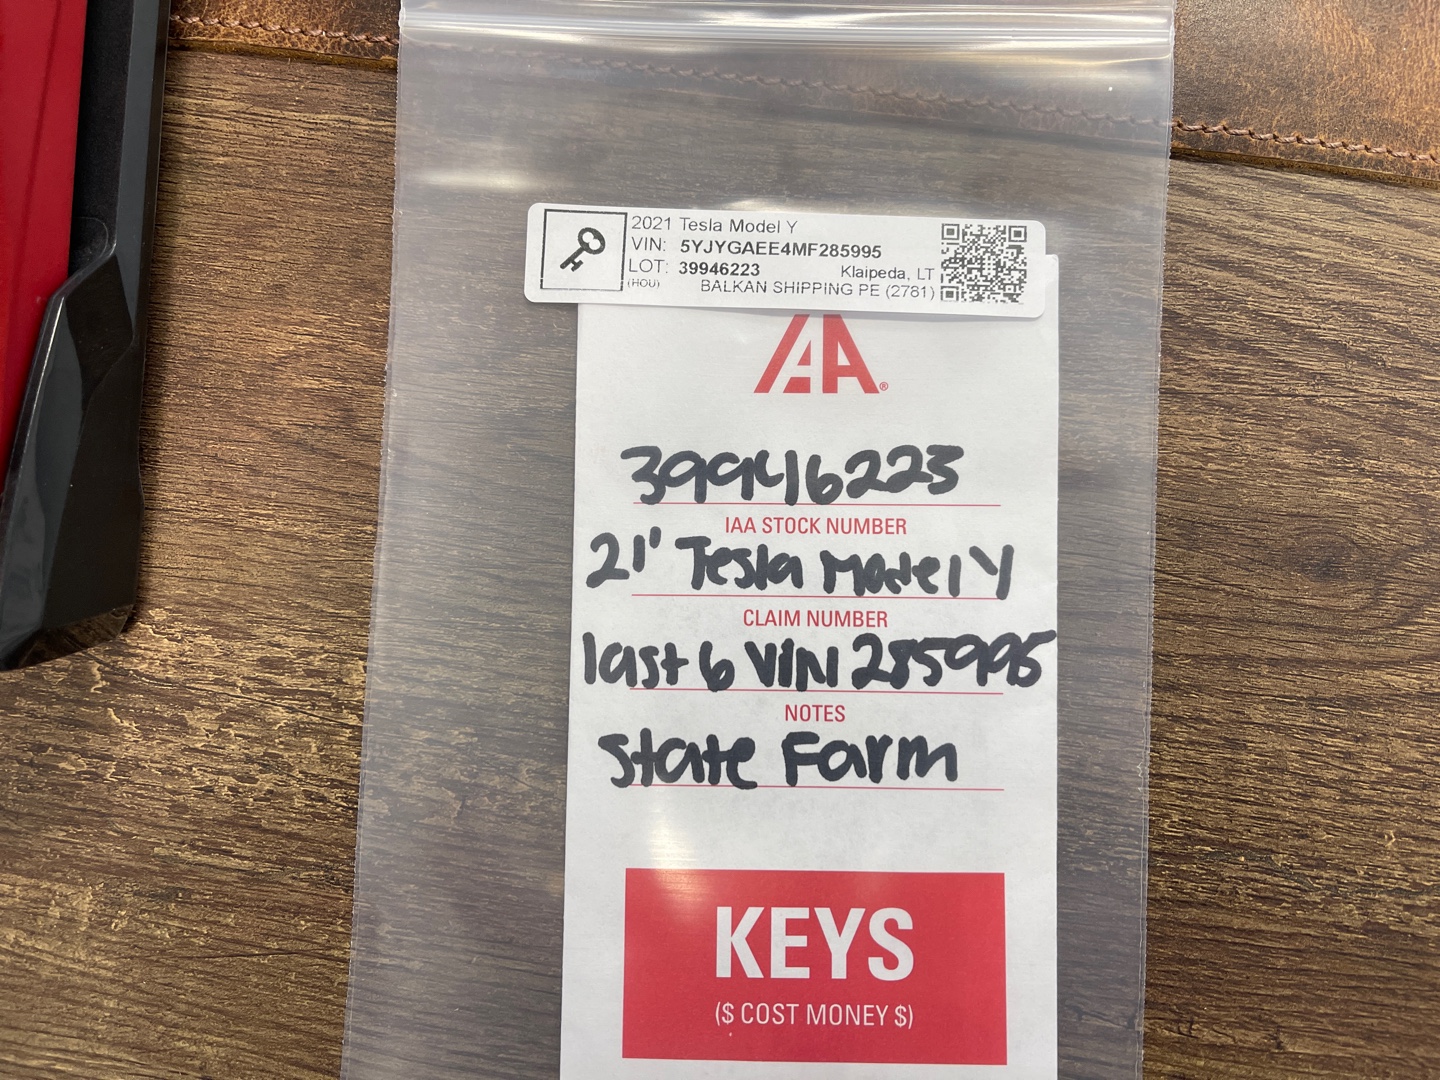 2021 Tesla Model Y
VIN: 5YJYGAEE4MF285995
LOT: 39946223 Klaipeda, LT
(HOU) BALKAN SHIPPING PE (2781)
IAA®
39946223
IAA STOCK NUMBER
21' Tesla Model Y
CLAIM NUMBER
last 6 VIN 285995
NOTES
State Farm
KEYS
($ COST MONEY $)